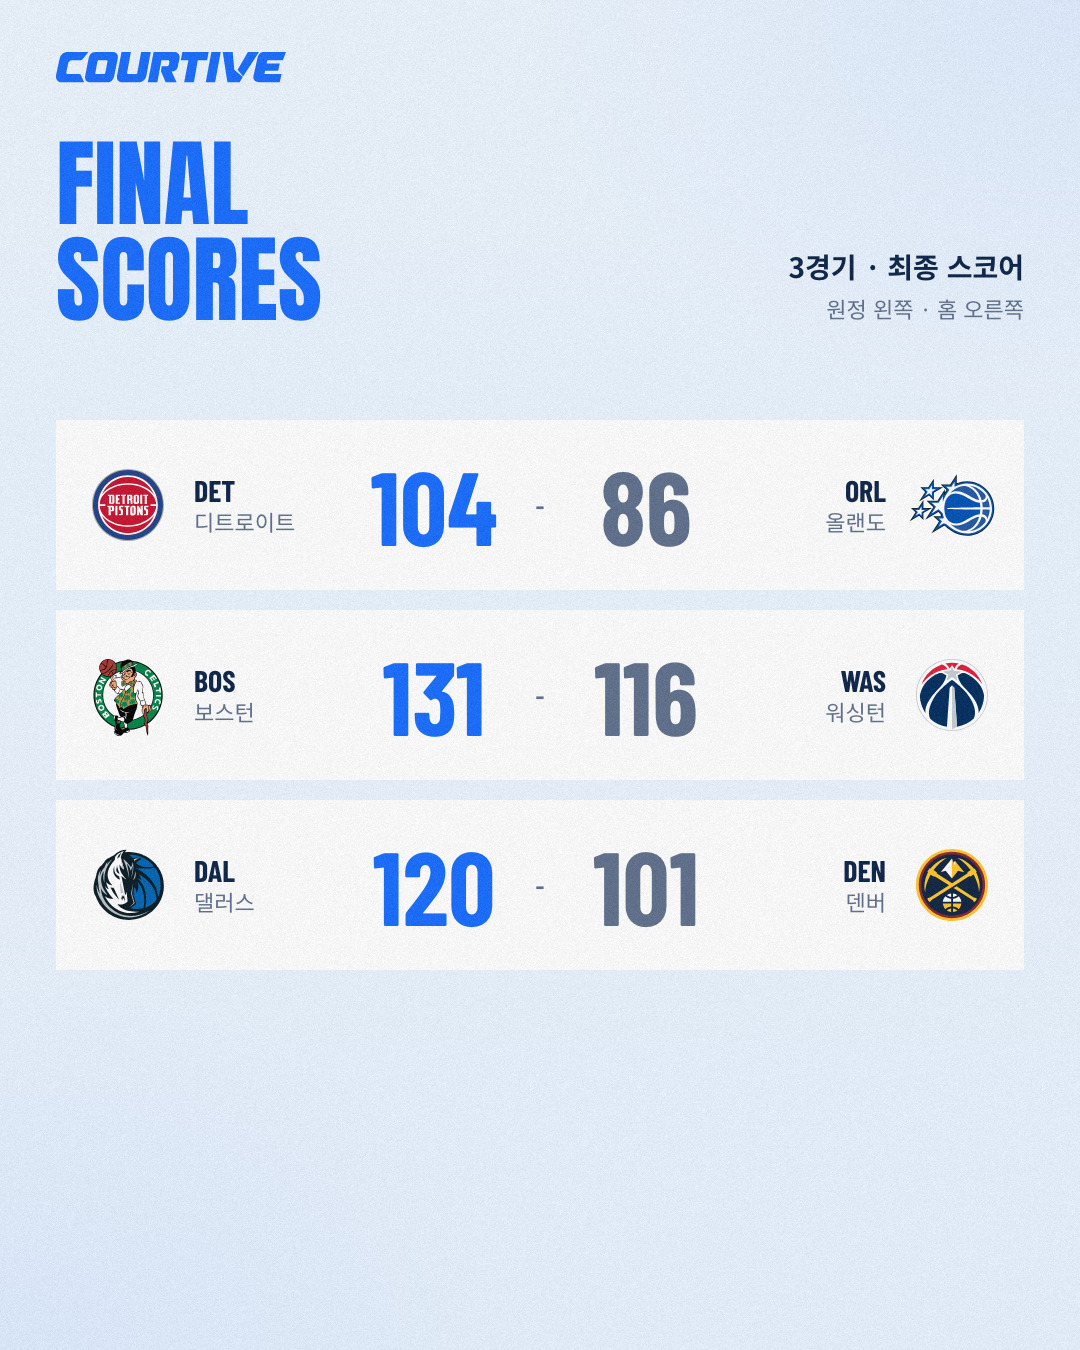 COURTIVE
FINAL
SCORES
3경기 · 최종 스코어
원정 왼쪽 · 홈 오른쪽
DETROIT
PISTONS
DET
디트로이트
104 - 86
ORL
올랜도
BOSTON CELTICS
BOS
보스턴
131 - 116
WAS
워싱턴
DAL
댈러스
120 - 101
DEN
덴버